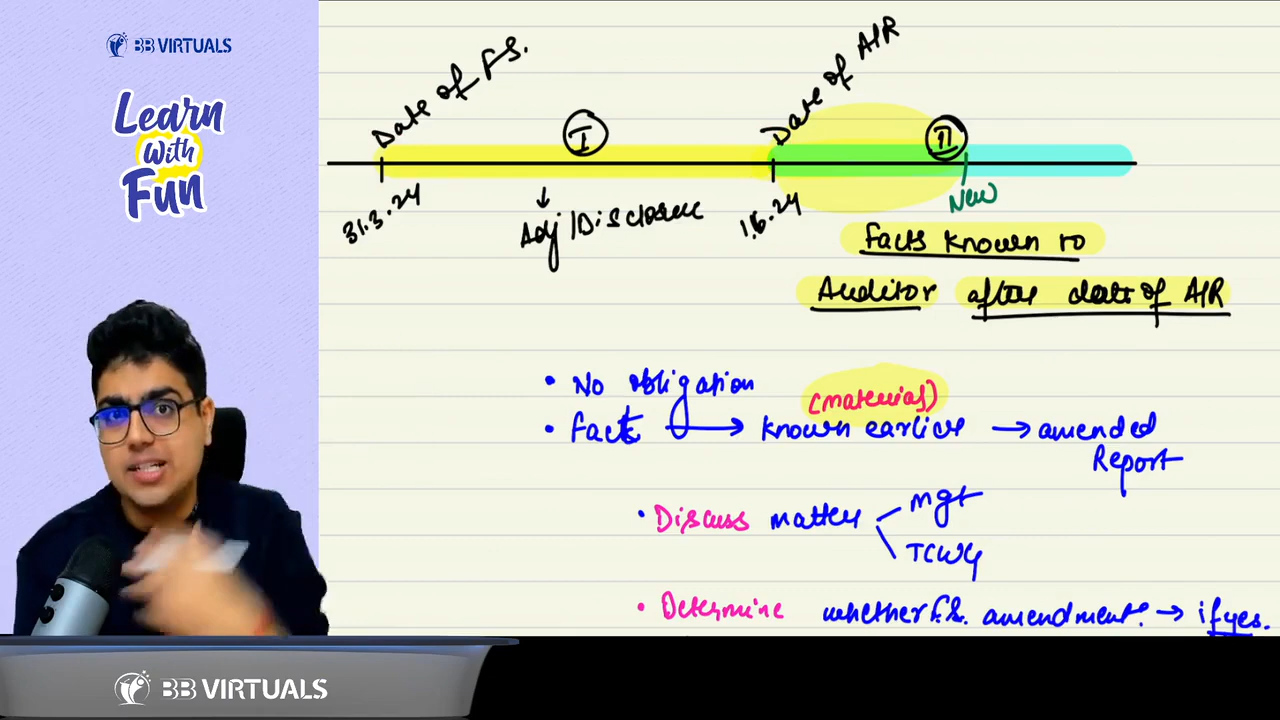 BB VIRTUALS
Learn
With
Fun
Date of F.S.
Date of A/R
I
II
31.3.24
1.6.24
New
Adj/Disclosure
Facts known to
Auditor after date of A/R
• No obligation
(material)
• Facts → known earlier → amended
Report
• Discuss matter
mgt
TCWG
• Determine whether F.S. amendment. → if yes.
BB VIRTUALS